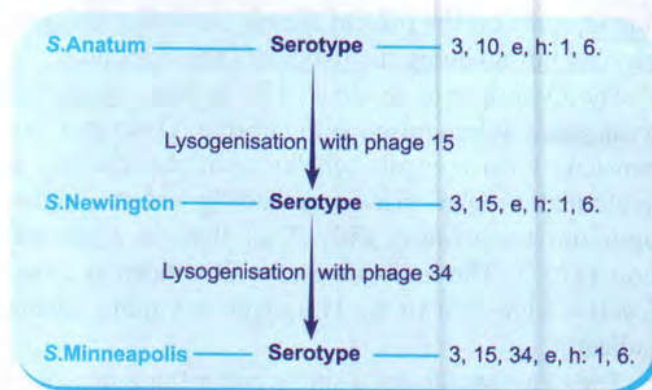 S.Anatum Serotype 3, 10, e, h: 1, 6.
Lysogenisation with phage 15
S.Newington Serotype 3, 15, e, h: 1, 6.
Lysogenisation with phage 34
S.Minneapolis Serotype 3, 15, 34, e, h: 1, 6.